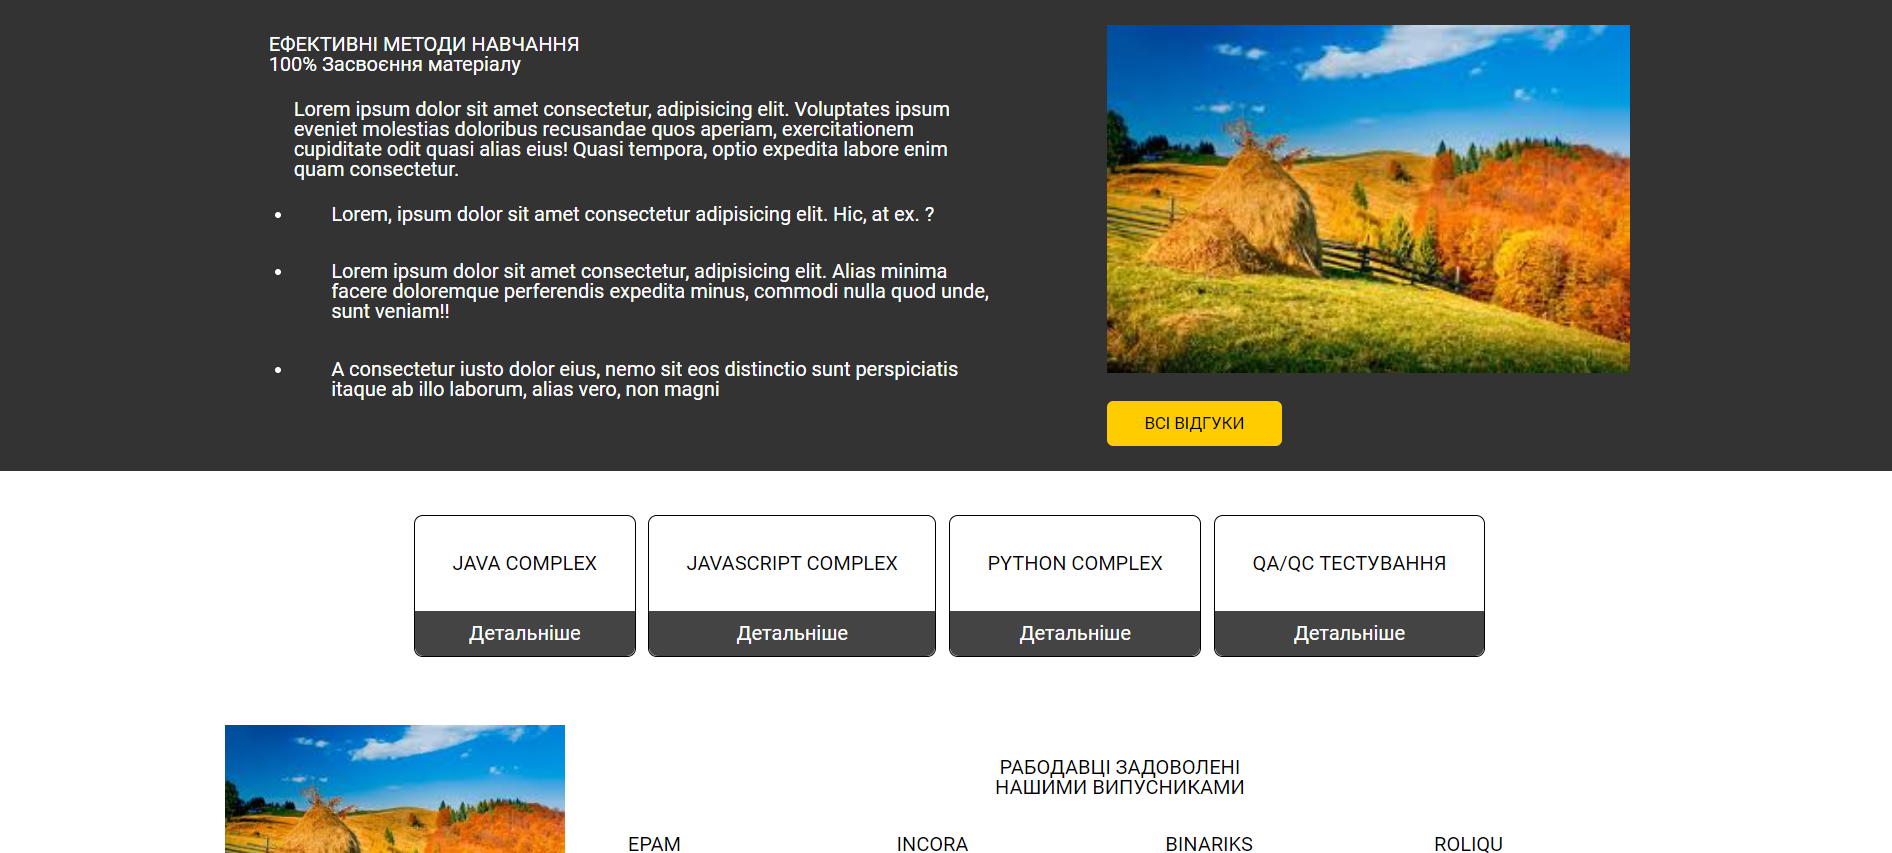 ЕФЕКТИВНІ МЕТОДИ НАВЧАННЯ
100% Засвоєння матеріалу
Lorem ipsum dolor sit amet consectetur, adipisicing elit. Voluptates ipsum
eveniet molestias doloribus recusandae quos aperiam, exercitationem
cupiditate odit quasi alias eius! Quasi tempora, optio expedita labore enim
quam consectetur.
• Lorem, ipsum dolor sit amet consectetur adipisicing elit. Hic, at ex. ?
• Lorem ipsum dolor sit amet consectetur, adipisicing elit. Alias minima
facere doloremque perferendis expedita minus, commodi nulla quod unde,
sunt veniam!!
• A consectetur iusto dolor eius, nemo sit eos distinctio sunt perspiciatis
itaque ab illo laborum, alias vero, non magni
ВСІ ВІДГУКИ
JAVA COMPLEX
Детальніше
JAVASCRIPT COMPLEX
Детальніше
PYTHON COMPLEX
Детальніше
QA/QC ТЕСТУВАННЯ
Детальніше
РАБОДАВЦІ ЗАДОВОЛЕНІ
НАШИМИ ВИПУСНИКАМИ
EPAM
INCORA
BINARIKS
ROLIQU